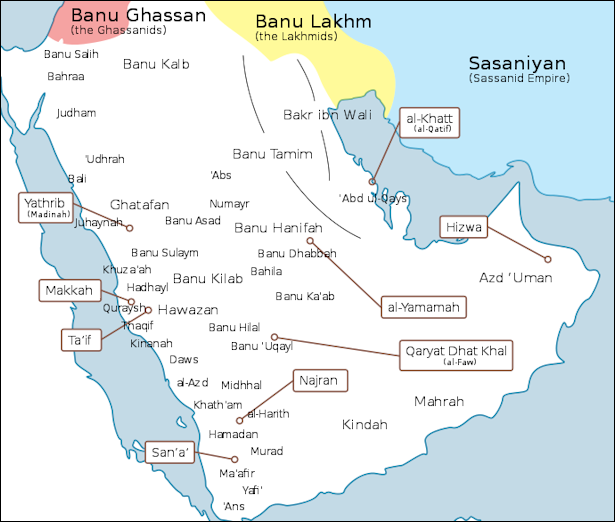 Banu Ghassan
(the Ghassanids)
Banu Lakhm
(the Lakhmids)
Sasaniyan
(Sassanid Empire)
Banu Salih
Banu Kalb
Bahraa
Judham
Bakr ibn Wali
al-Khatt
(al-Qatif)
'Udhrah
Banu Tamim
Bali
'Abs
'Abd ul-Qays
Yathrib
(Madinah)
Ghatafan
Numayr
Juhaynah
Banu Asad
Banu Hanifah
Hizwa
Banu Sulaym
Banu Dhabbah
Khuza'ah
Banu Kilab
Bahila
Azd ‘Uman
Makkah
Hadhayl
Banu Ka'ab
Quraysh
Hawazan
al-Yamamah
Ta’if
Thaqif
Banu Hilal
Kinanah
Banu 'Uqayl
Qaryat Dhat Khal
(al-Faw)
Daws
al-Azd
Midhhal
Najran
Khath'am
al-Harith
Mahrah
Kindah
Hamadan
San’a’
Murad
Ma'afir
Yafi'
'Ans